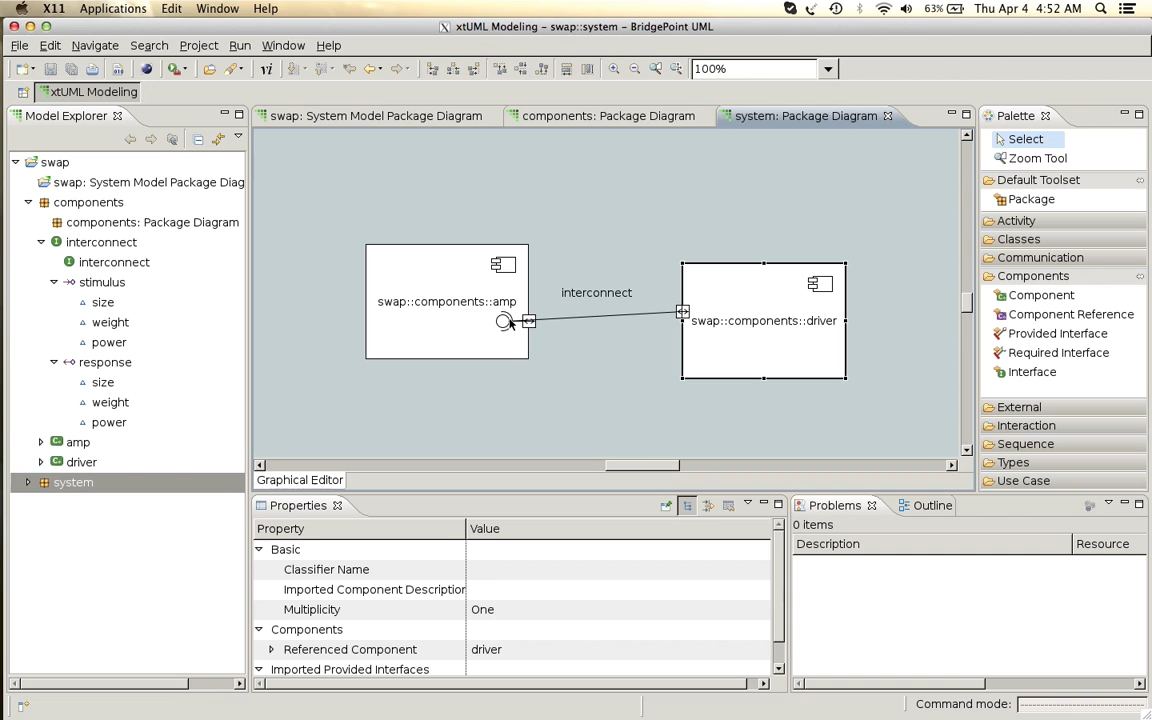 X11 Applications Edit Window Help 63% Thu Apr 4 4:52 AM
xtUML Modeling – swap::system – BridgePoint UML
File Edit Navigate Search Project Run Window Help
vi 100%
xtUML Modeling
Model Explorer
swap: System Model Package Diagram
components: Package Diagram
system: Package Diagram
Palette
swap
swap: System Model Package Diag
components
components: Package Diagram
interconnect
interconnect
stimulus
size
weight
power
response
size
weight
power
amp
driver
system
swap::components::amp
interconnect
swap::components::driver
Graphical Editor
Select
Zoom Tool
Default Toolset
Package
Activity
Classes
Communication
Components
Component
Component Reference
Provided Interface
Required Interface
Interface
External
Interaction
Sequence
Types
Use Case
Properties
Property Value
Basic
Classifier Name
Imported Component Description
Multiplicity One
Components
Referenced Component driver
Imported Provided Interfaces
Problems Outline
0 items
Description Resource
Command mode: